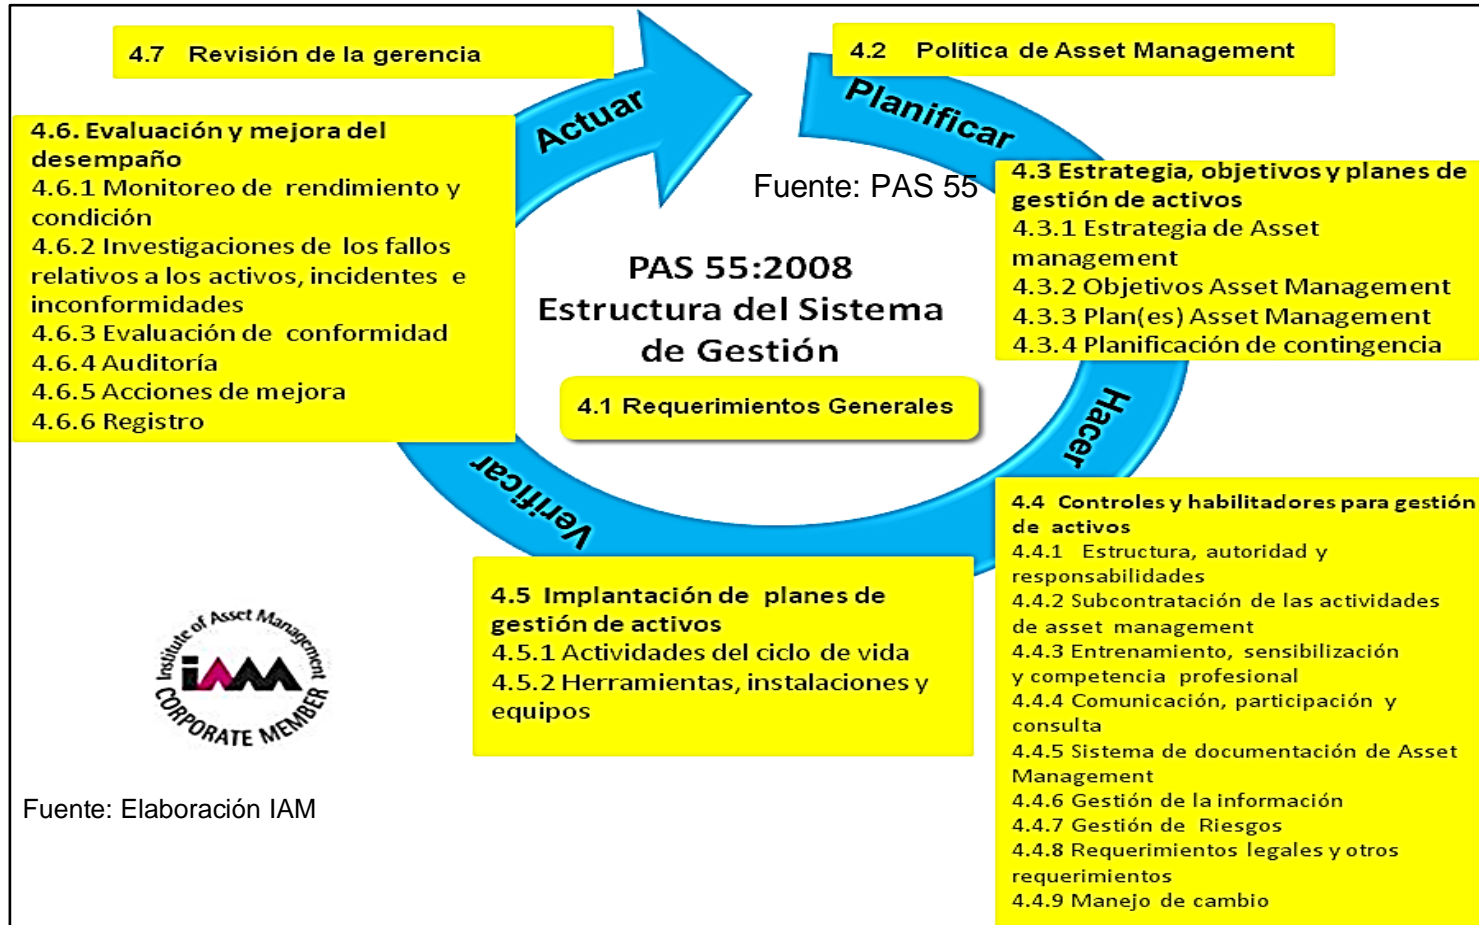 4.7 Revisión de la gerencia
4.2 Política de Asset Management
Actuar
Planificar
4.6. Evaluación y mejora del
desempaño
4.6.1 Monitoreo de rendimiento y
condición
4.6.2 Investigaciones de los fallos
relativos a los activos, incidentes e
inconformidades
4.6.3 Evaluación de conformidad
4.6.4 Auditoría
4.6.5 Acciones de mejora
4.6.6 Registro
Fuente: PAS 55
4.3 Estrategia, objetivos y planes de
gestión de activos
4.3.1 Estrategia de Asset
management
4.3.2 Objetivos Asset Management
4.3.3 Plan(es) Asset Management
4.3.4 Planificación de contingencia
PAS 55:2008
Estructura del Sistema
de Gestión
4.1 Requerimientos Generales
Hacer
Verificar
4.4 Controles y habilitadores para gestión
de activos
4.4.1 Estructura, autoridad y
responsabilidades
4.4.2 Subcontratación de las actividades
de asset management
4.4.3 Entrenamiento, sensibilización
y competencia profesional
4.4.4 Comunicación, participación y
consulta
4.4.5 Sistema de documentación de Asset
Management
4.4.6 Gestión de la información
4.4.7 Gestión de Riesgos
4.4.8 Requerimientos legales y otros
requerimientos
4.4.9 Manejo de cambio
4.5 Implantación de planes de
gestión de activos
4.5.1 Actividades del ciclo de vida
4.5.2 Herramientas, instalaciones y
equipos
Institute of Asset Management
iAM
CORPORATE MEMBER
Fuente: Elaboración IAM